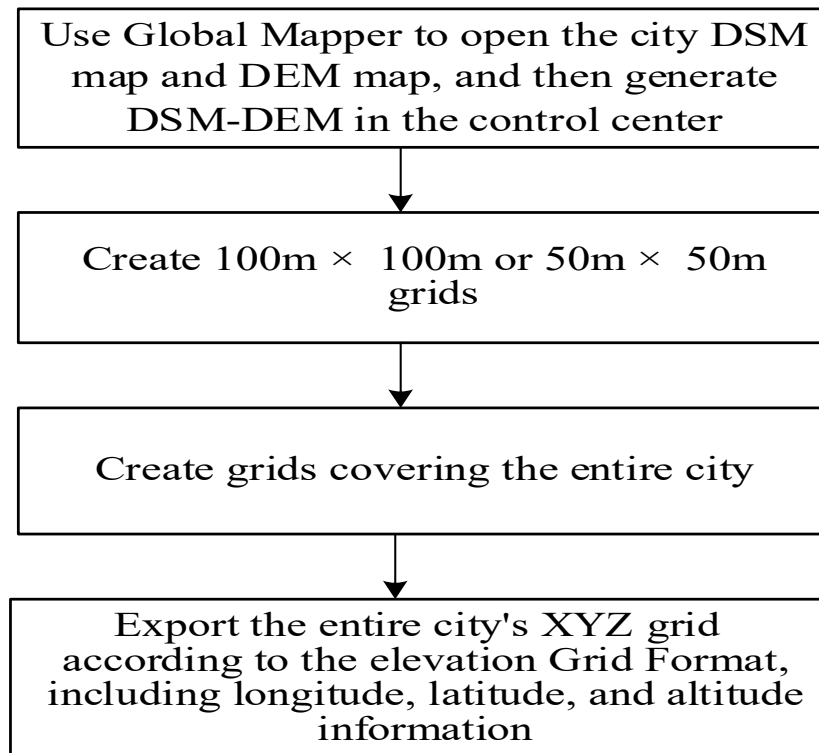 Use Global Mapper to open the city DSM
map and DEM map, and then generate
DSM-DEM in the control center
Create 100m × 100m or 50m × 50m
grids
Create grids covering the entire city
Export the entire city's XYZ grid
according to the elevation Grid Format,
including longitude, latitude, and altitude
information